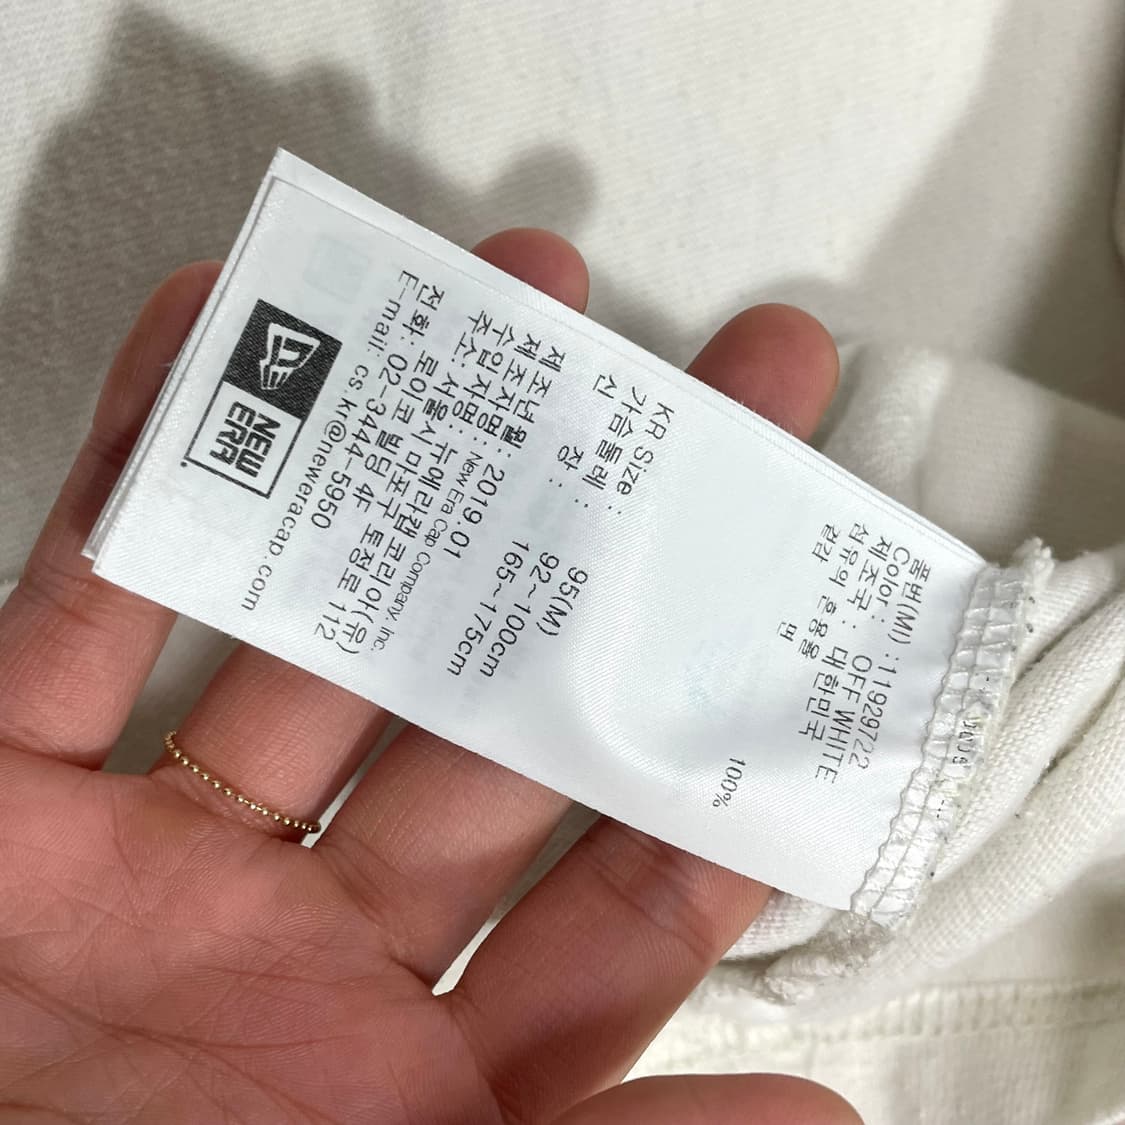 품번(MI) : 11929722
Color : OFF WHITE
제조국 : 대한민국
섬유의 혼용율
겉감 면 100%
KR Size : 95(M)
가슴둘레 : 92~100cm
신 장 : 165~175cm
제조년월: 2019.01
제조자명: New Era Cap Company, Inc.
수입자명: 뉴에라캡 코리아(유)
주소: 서울시 마포구 토정로 112
로이코 빌딩 4F
전화: 02-3444-5950
E-mail: cs.kr@neweracap.com
NEW
ERA